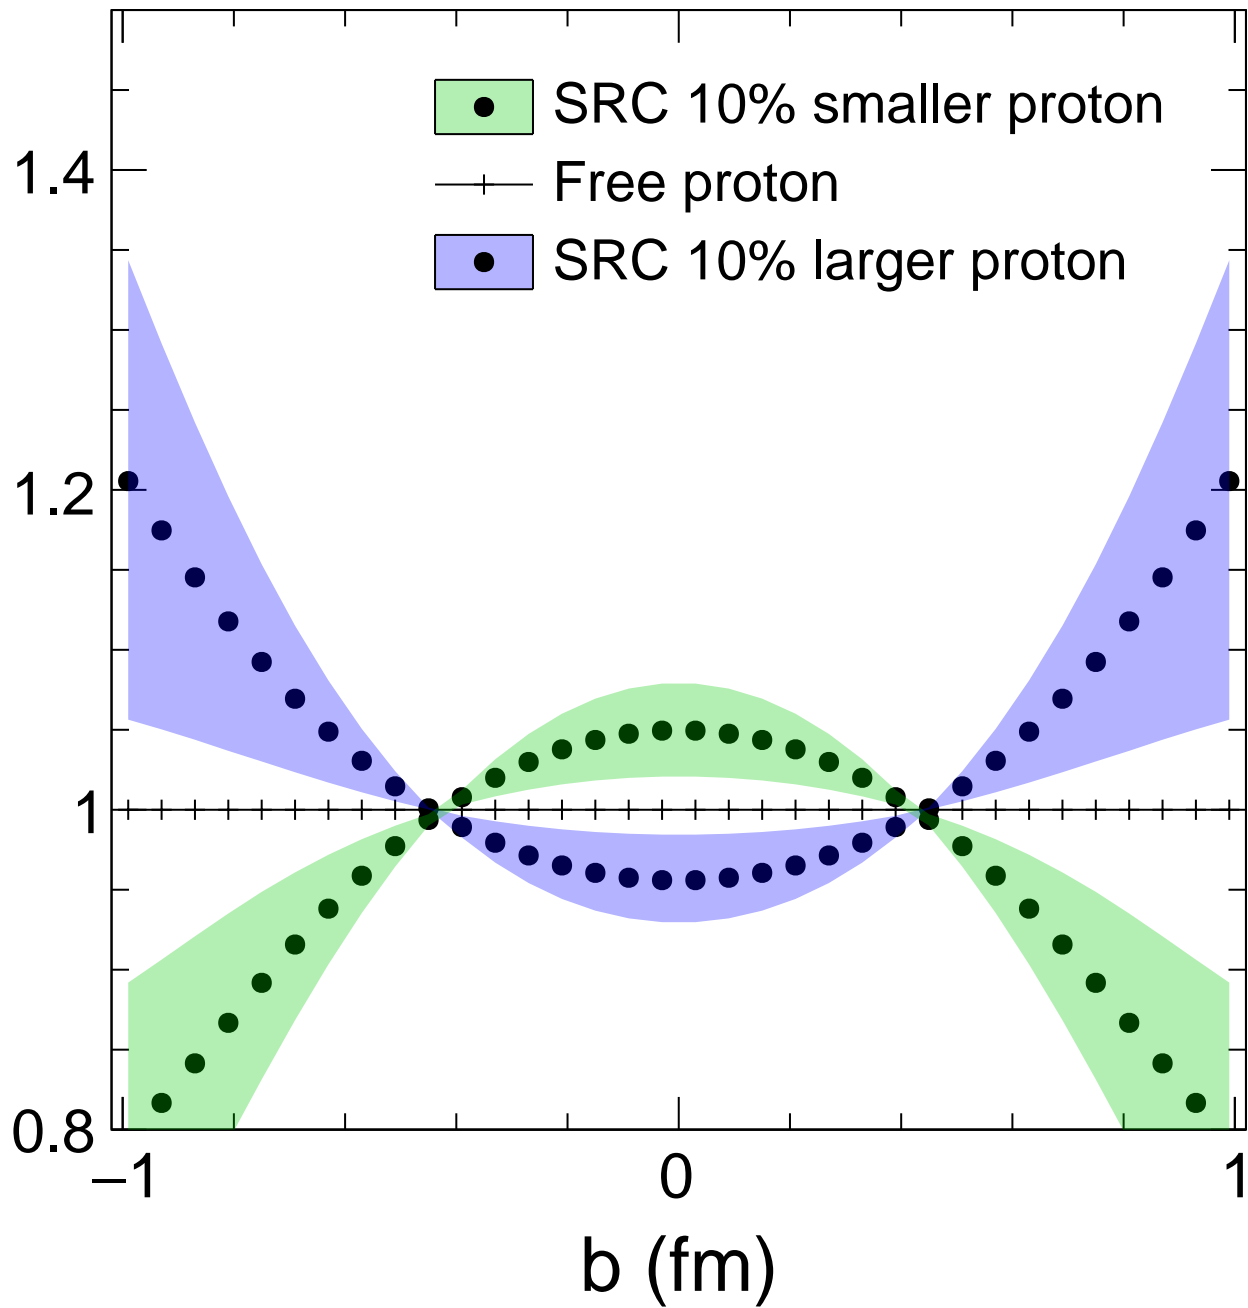 SRC 10% smaller proton
Free proton
SRC 10% larger proton
1.4
1.2
1
0.8
−1 0 1
b (fm)